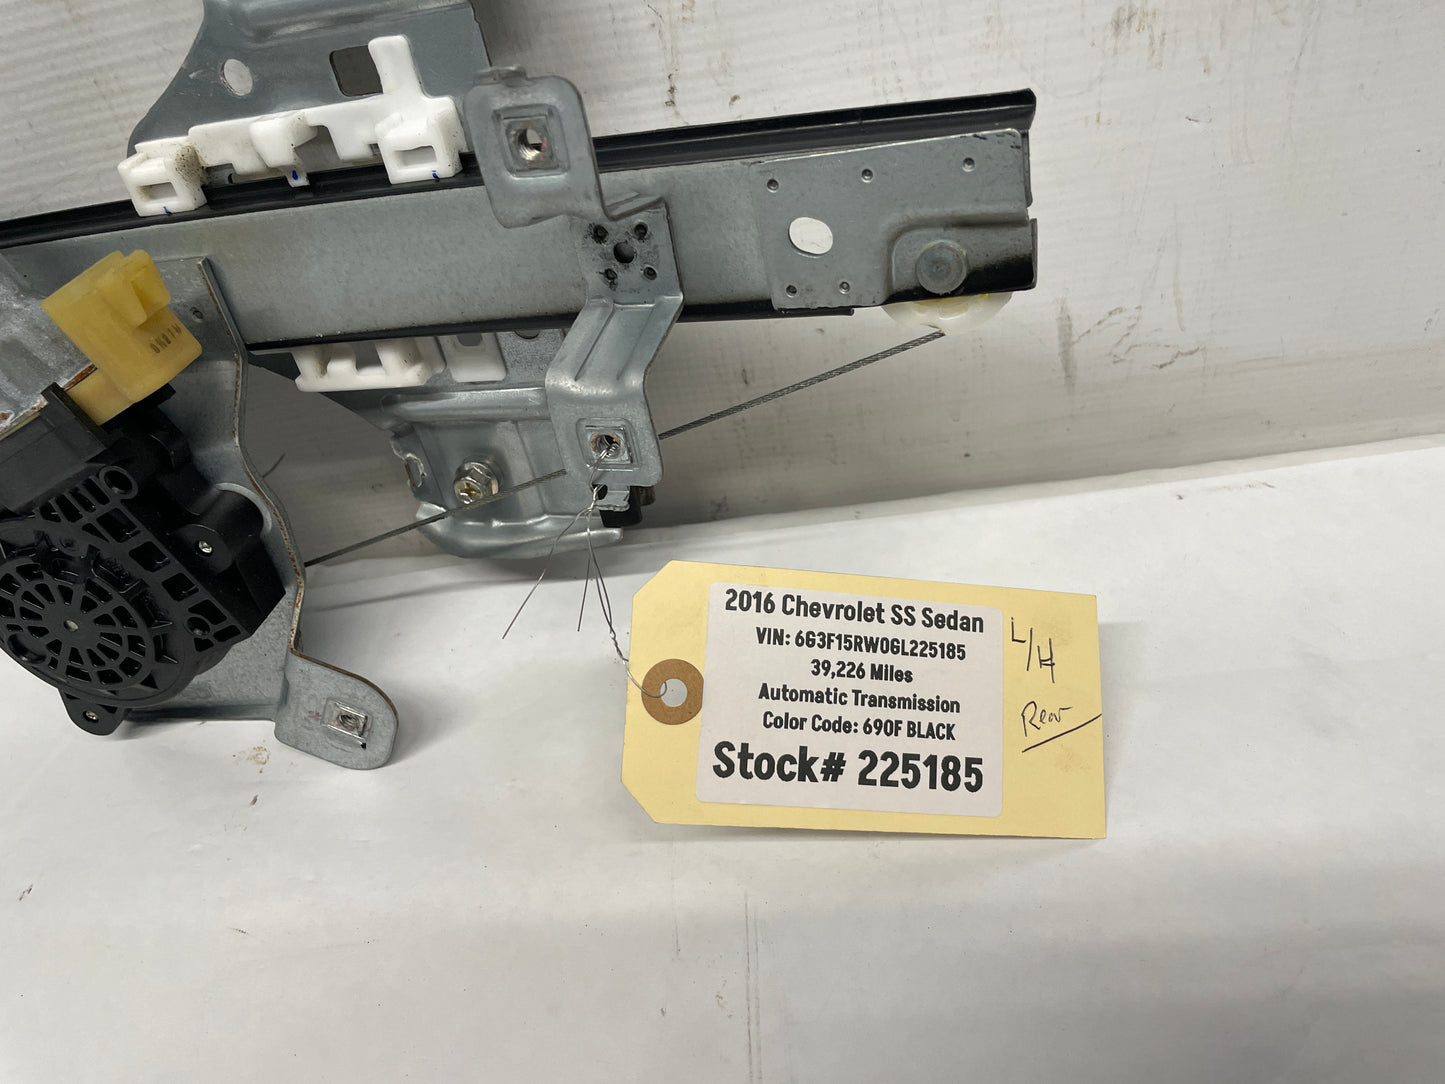 2016 Chevrolet SS Sedan
VIN: 6G3F15RW0GL225185
39,226 Miles
Automatic Transmission
Color Code: 690F BLACK
Stock# 225185
L/H
Rear